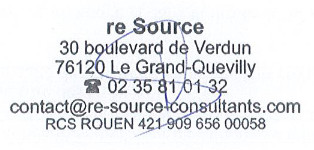 re Source
30 boulevard de Verdun
76120 Le Grand-Quevilly
☎ 02 35 81 01 32
contact@re-source-consultants.com
RCS ROUEN 421 909 656 00058